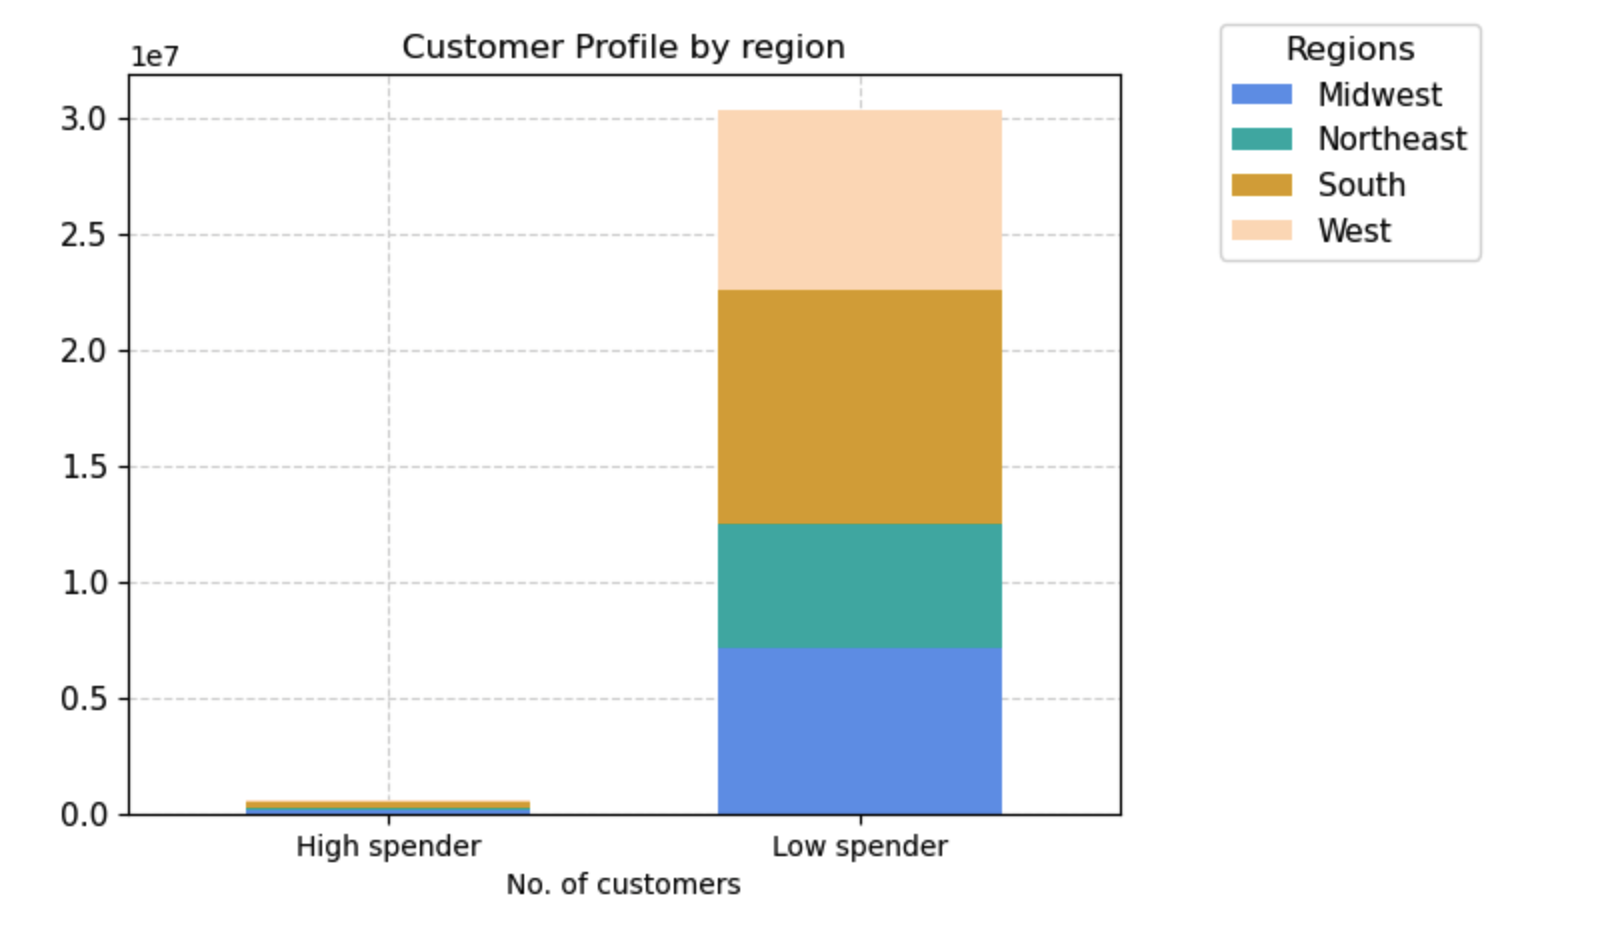 Customer Profile by region
1e7
3.0
2.5
2.0
1.5
1.0
0.5
0.0
High spender
Low spender
No. of customers
Regions
Midwest
Northeast
South
West